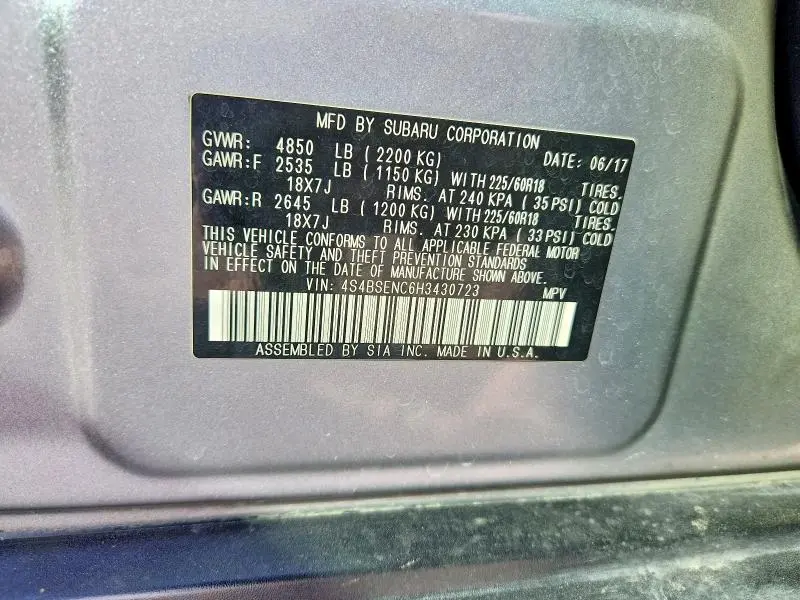 MFD BY SUBARU CORPORATION
GVWR: 4850 LB (2200 KG) DATE: 06/17
GAWR:F 2535 LB (1150 KG) WITH 225/60R18 TIRES.
18X7J RIMS. AT 240 KPA (35 PSI) COLD
GAWR:R 2645 LB (1200 KG) WITH 225/60R18 TIRES.
18X7J RIMS. AT 230 KPA (33 PSI) COLD
THIS VEHICLE CONFORMS TO ALL APPLICABLE FEDERAL MOTOR
VEHICLE SAFETY AND THEFT PREVENTION STANDARDS
IN EFFECT ON THE DATE OF MANUFACTURE SHOWN ABOVE.
VIN: 4S4BSENC6H3430723 MPV
ASSEMBLED BY SIA INC. MADE IN U.S.A.